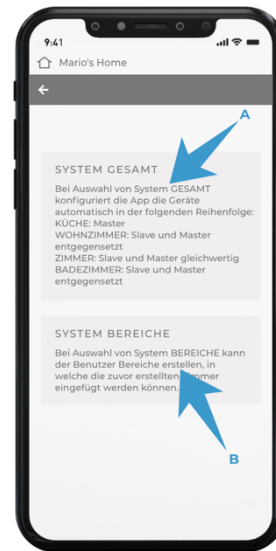 9:41
Mario's Home
A
SYSTEM GESAMT
Bei Auswahl von System GESAMT
konfiguriert die App die Geräte
automatisch in der folgenden Reihenfolge:
KÜCHE: Master
WOHNZIMMER: Slave und Master
entgegensetzt
ZIMMER: Slave und Master gleichwertig
BADEZIMMER: Slave und Master
entgegensetzt
SYSTEM BEREICHE
Bei Auswahl von System BEREICHE kann
der Benutzer Bereiche erstellen, in
welche die zuvor erstellten
eingefügt werden können.
B